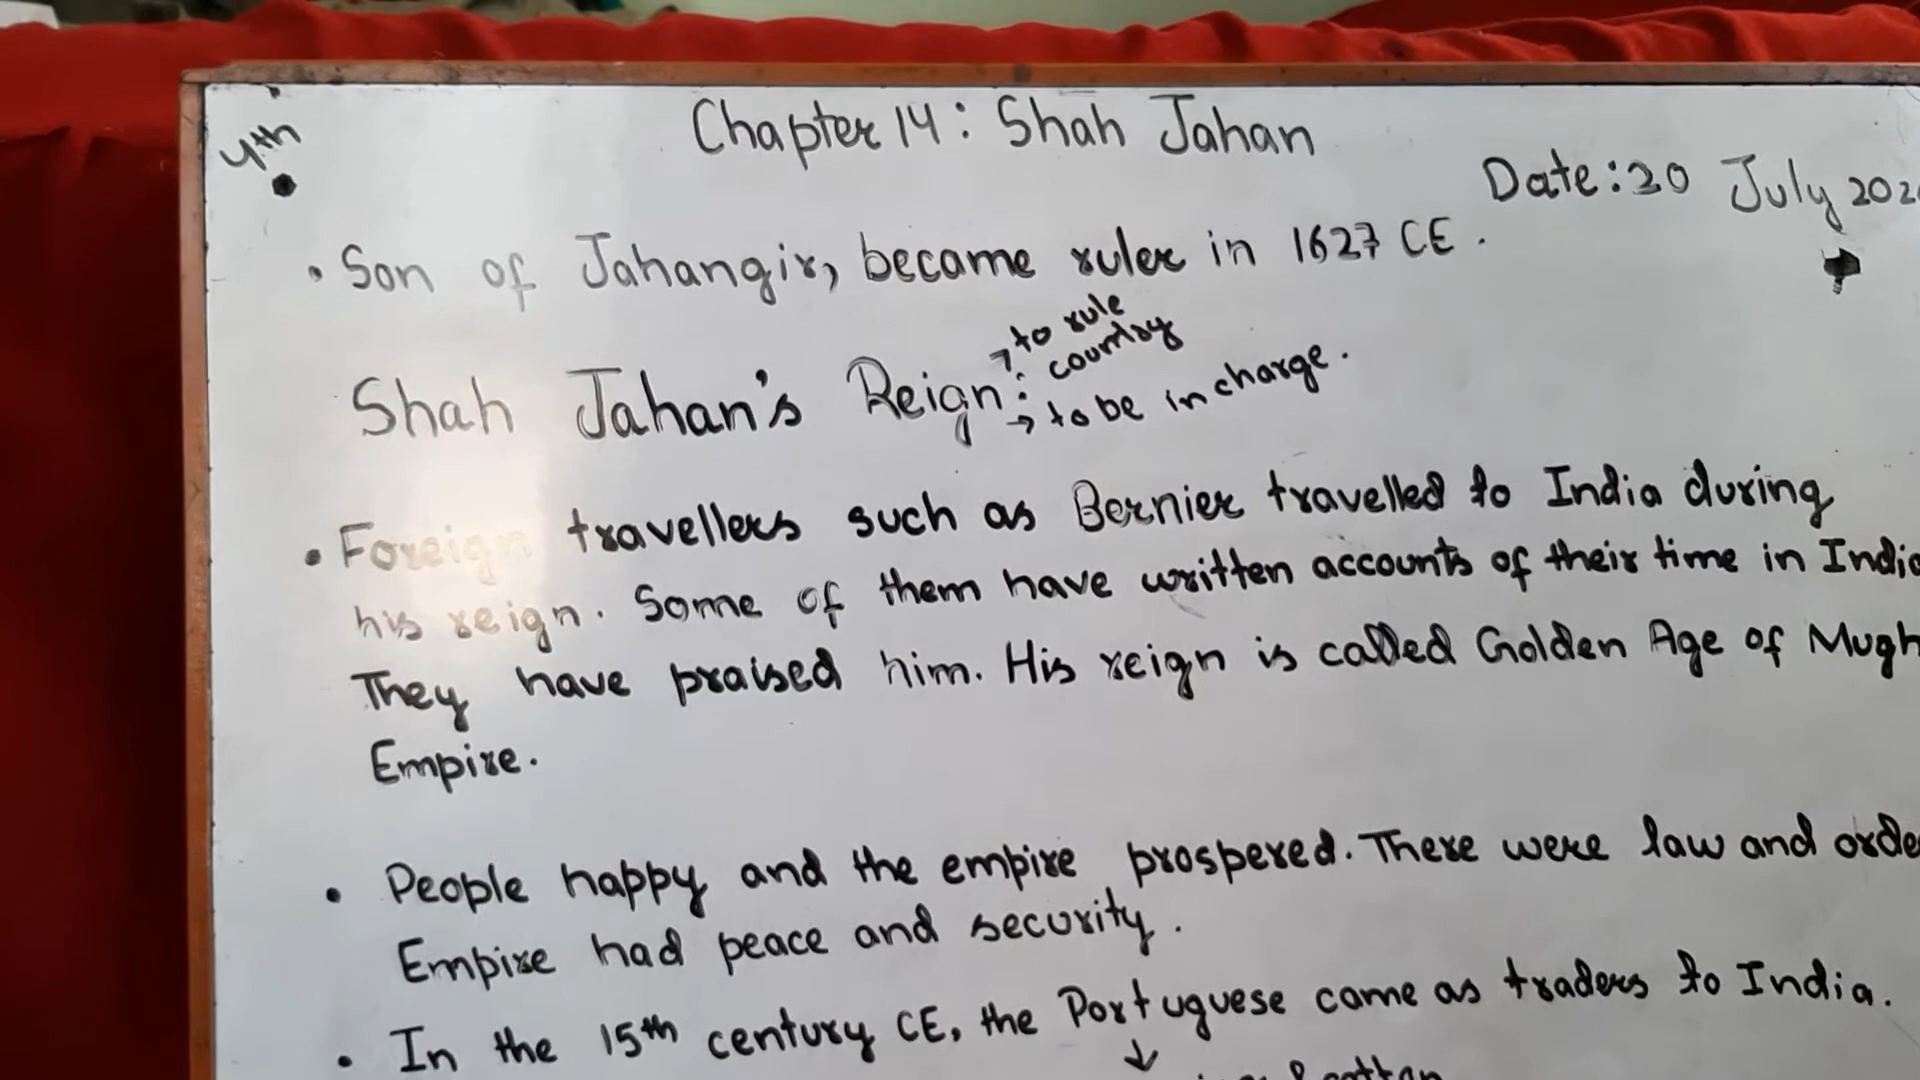 4th
Chapter 14: Shah Jahan
Date: 20 July 202
• Son of Jahangir, became ruler in 1627 CE.
→ to rule
country
Shah Jahan's Reign:
→ to be in charge.
• Foreign travellers such as Bernier travelled to India during
his reign. Some of them have written accounts of their time in India
They have praised him. His reign is called Golden Age of Mugh
Empire.
• People happy and the empire prospered. There were law and orde
Empire had peace and security.
• In the 15th century CE, the Portuguese came as traders to India.
↓
& cotton